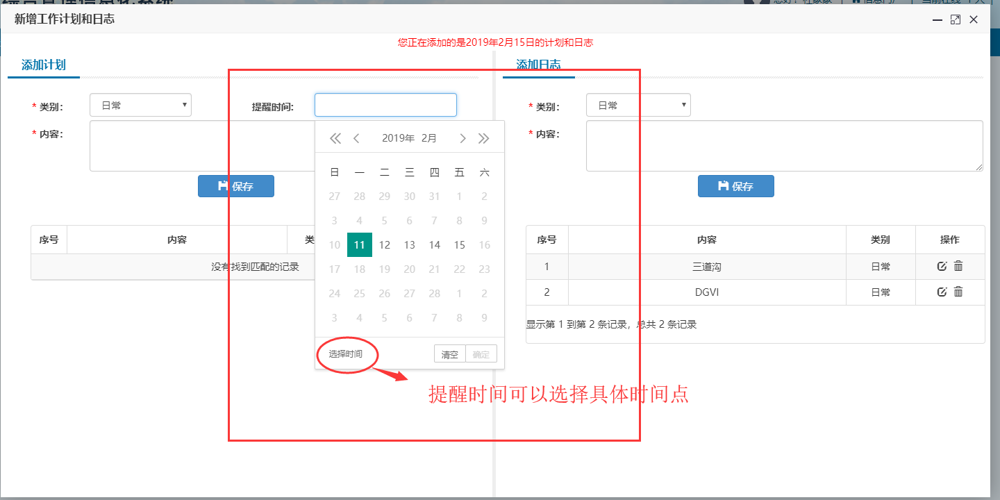 新增工作计划和日志
您正在添加的是2019年2月15日的计划和日志
添加计划
* 类别: 日常 提醒时间:
* 内容:
保存
序号 内容
没有找到匹配的记录
2019年 2月
日 一 二 三 四 五 六
27 28 29 30 31 1 2
3 4 5 6 7 8 9
10 11 12 13 14 15 16
17 18 19 20 21 22 23
24 25 26 27 28 1 2
3 4 5 6 7 8 9
选择时间 清空 确定
提醒时间可以选择具体时间点
添加日志
* 类别: 日常
* 内容:
保存
序号 内容 类别 操作
1 三道沟 日常
2 DGVI 日常
显示第 1 到第 2 条记录，总共 2 条记录